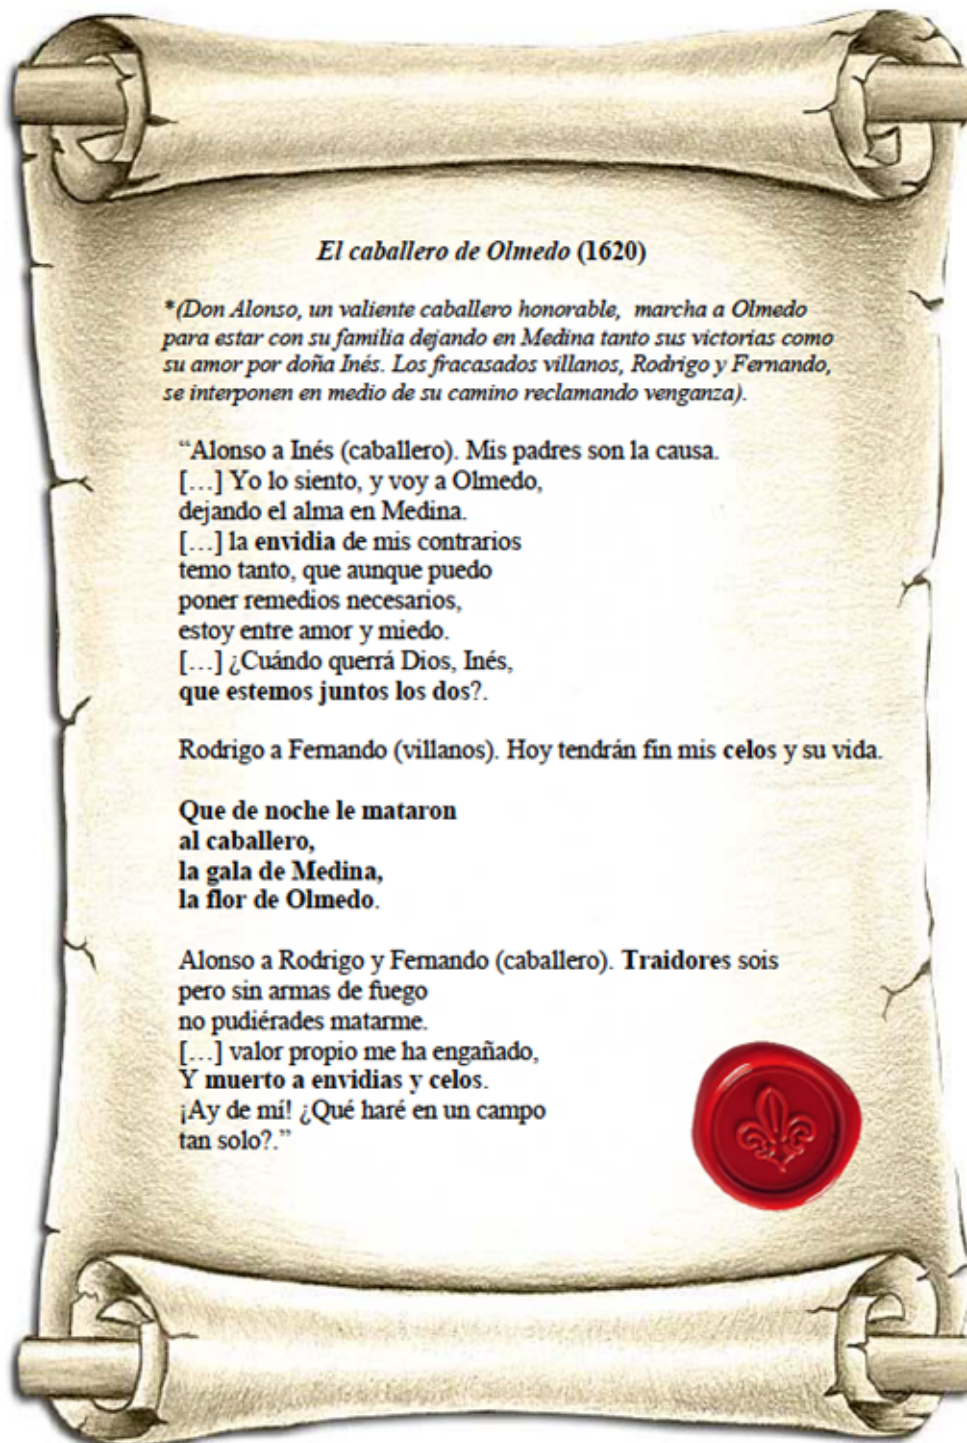 El caballero de Olmedo (1620)
*(Don Alonso, un valiente caballero honorable, marcha a Olmedo
para estar con su familia dejando en Medina tanto sus victorias como
su amor por doña Inés. Los fracasados villanos, Rodrigo y Fernando,
se interponen en medio de su camino reclamando venganza).
“Alonso a Inés (caballero). Mis padres son la causa.
[…] Yo lo siento, y voy a Olmedo,
dejando el alma en Medina.
[…] la envidia de mis contrarios
temo tanto, que aunque puedo
poner remedios necesarios,
estoy entre amor y miedo.
[…] ¿Cuándo querrá Dios, Inés,
que estemos juntos los dos?.
Rodrigo a Fernando (villanos). Hoy tendrán fin mis celos y su vida.
Que de noche le mataron
al caballero,
la gala de Medina,
la flor de Olmedo.
Alonso a Rodrigo y Fernando (caballero). Traidores sois
pero sin armas de fuego
no pudiérades matarme.
[…] valor propio me ha engañado,
Y muerto a envidias y celos.
¡Ay de mí! ¿Qué haré en un campo
tan solo?.”